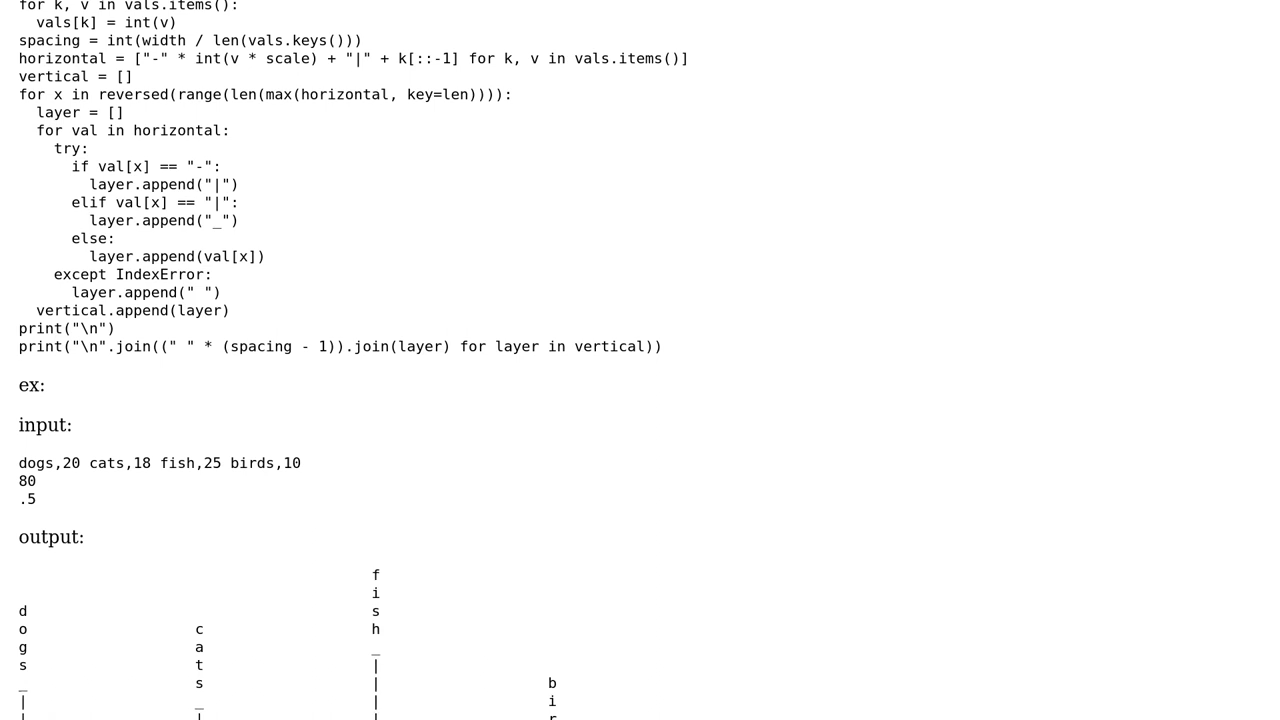 for k, v in vals.items():
  vals[k] = int(v)
spacing = int(width / len(vals.keys()))
horizontal = ["-" * int(v * scale) + "|" + k[::-1] for k, v in vals.items()]
vertical = []
for x in reversed(range(len(max(horizontal, key=len)))):
  layer = []
  for val in horizontal:
    try:
      if val[x] == "-":
        layer.append("|")
      elif val[x] == "|":
        layer.append("_")
      else:
        layer.append(val[x])
    except IndexError:
      layer.append(" ")
  vertical.append(layer)
print("\n")
print("\n".join((" " * (spacing - 1)).join(layer) for layer in vertical))
ex:
input:
dogs,20 cats,18 fish,25 birds,10
80
.5
output:
                                        f
                                        i
d                                       s
o                   c                   h
g                   a                   _
s                   t                   |
_                   s                   |                   b
|                   _                   |                   i
|                   |                   |                   r